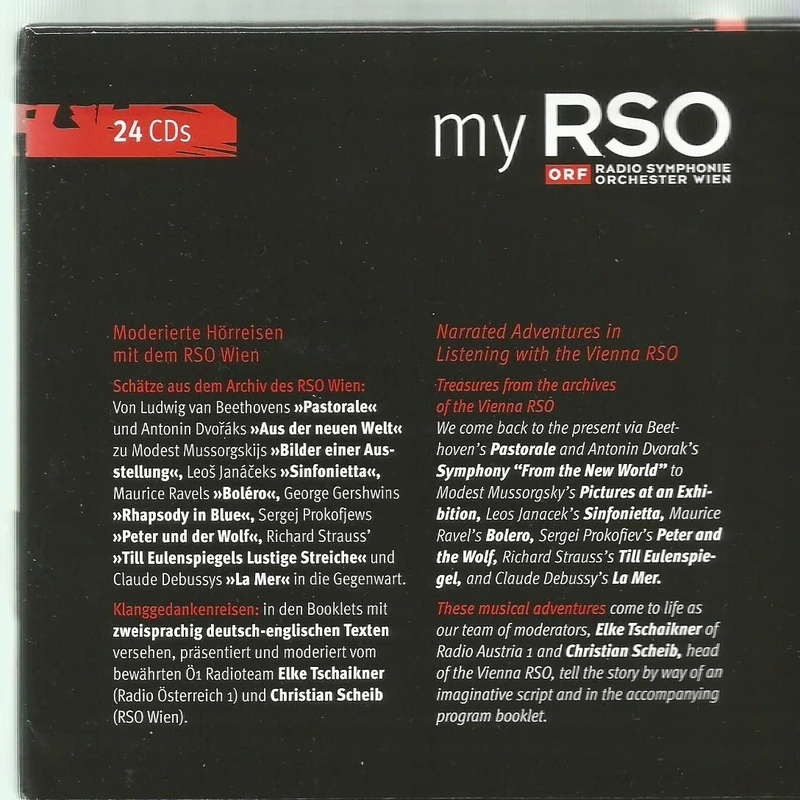 24 CDs
my RSO
ORF RADIO SYMPHONIE
ORCHESTER WIEN
Moderierte Hörreisen
mit dem RSO Wien
Schätze aus dem Archiv des RSO Wien:
Von Ludwig van Beethovens »Pastorale«
und Antonin Dvořáks »Aus der neuen Welt«
zu Modest Mussorgskijs »Bilder einer Aus-
stellung«, Leoš Janáčeks »Sinfonietta«,
Maurice Ravels »Boléro«, George Gershwins
»Rhapsody in Blue«, Sergej Prokofjews
»Peter und der Wolf«, Richard Strauss’
»Till Eulenspiegels Lustige Streiche« und
Claude Debussys »La Mer« in die Gegenwart.
Klanggedankenreisen: in den Booklets mit
zweisprachig deutsch-englischen Texten
versehen, präsentiert und moderiert vom
bewährten Ö1 Radioteam Elke Tschaikner
(Radio Österreich 1) und Christian Scheib
(RSO Wien).
Narrated Adventures in
Listening with the Vienna RSO
Treasures from the archives
of the Vienna RSO
We come back to the present via Beet-
hoven’s Pastorale and Antonin Dvorak’s
Symphony “From the New World” to
Modest Mussorgsky’s Pictures at an Exhi-
bition, Leos Janacek’s Sinfonietta, Maurice
Ravel’s Bolero, Sergei Prokofiev’s Peter and
the Wolf, Richard Strauss’s Till Eulenspie-
gel, and Claude Debussy’s La Mer.
These musical adventures come to life as
our team of moderators, Elke Tschaikner of
Radio Austria 1 and Christian Scheib, head
of the Vienna RSO, tell the story by way of an
imaginative script and in the accompanying
program booklet.